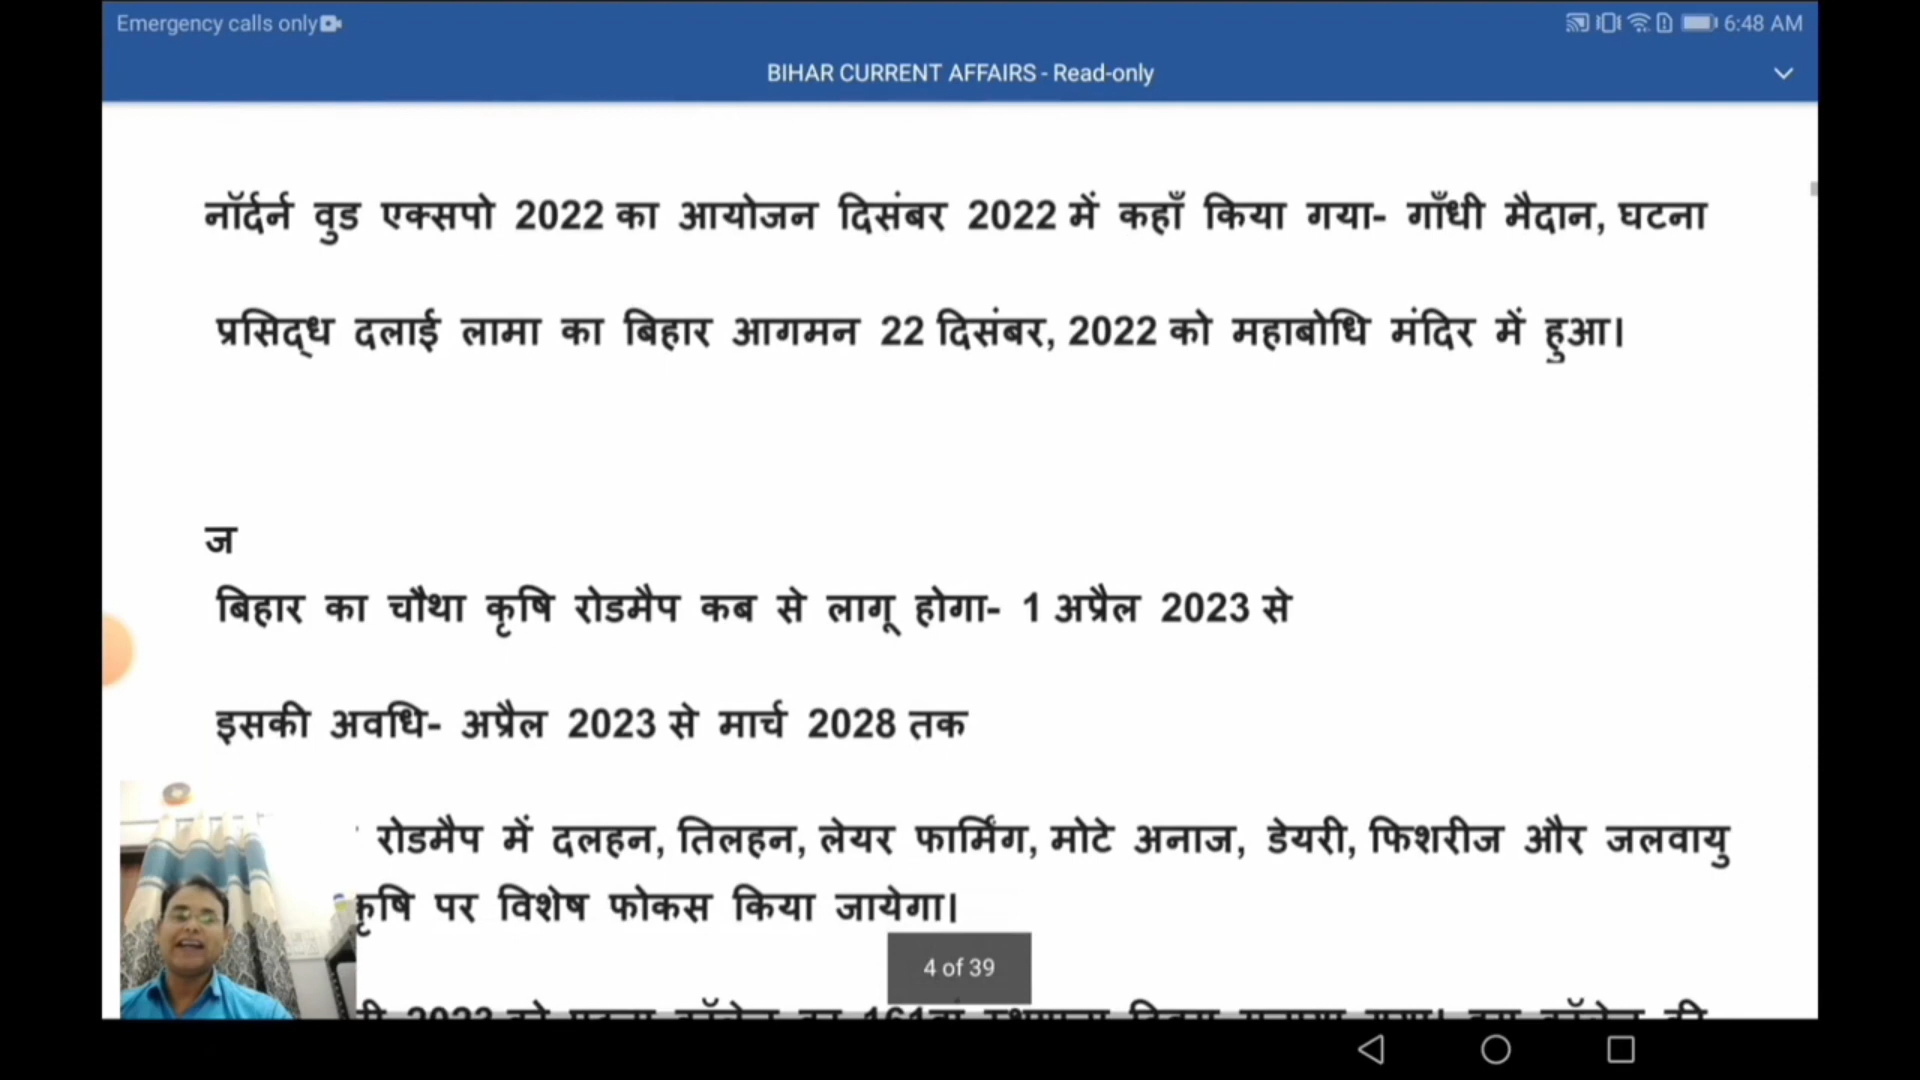 Emergency calls only
6:48 AM
BIHAR CURRENT AFFAIRS - Read-only
नॉर्दर्न वुड एक्सपो 2022 का आयोजन दिसंबर 2022 में कहाँ किया गया- गाँधी मैदान, घटना
प्रसिद्ध दलाई लामा का बिहार आगमन 22 दिसंबर, 2022 को महाबोधि मंदिर में हुआ।
ज
बिहार का चौथा कृषि रोडमैप कब से लागू होगा- 1 अप्रैल 2023 से
इसकी अवधि- अप्रैल 2023 से मार्च 2028 तक
रोडमैप में दलहन, तिलहन, लेयर फार्मिंग, मोटे अनाज, डेयरी, फिशरीज और जलवायु
कृषि पर विशेष फोकस किया जायेगा।
4 of 39